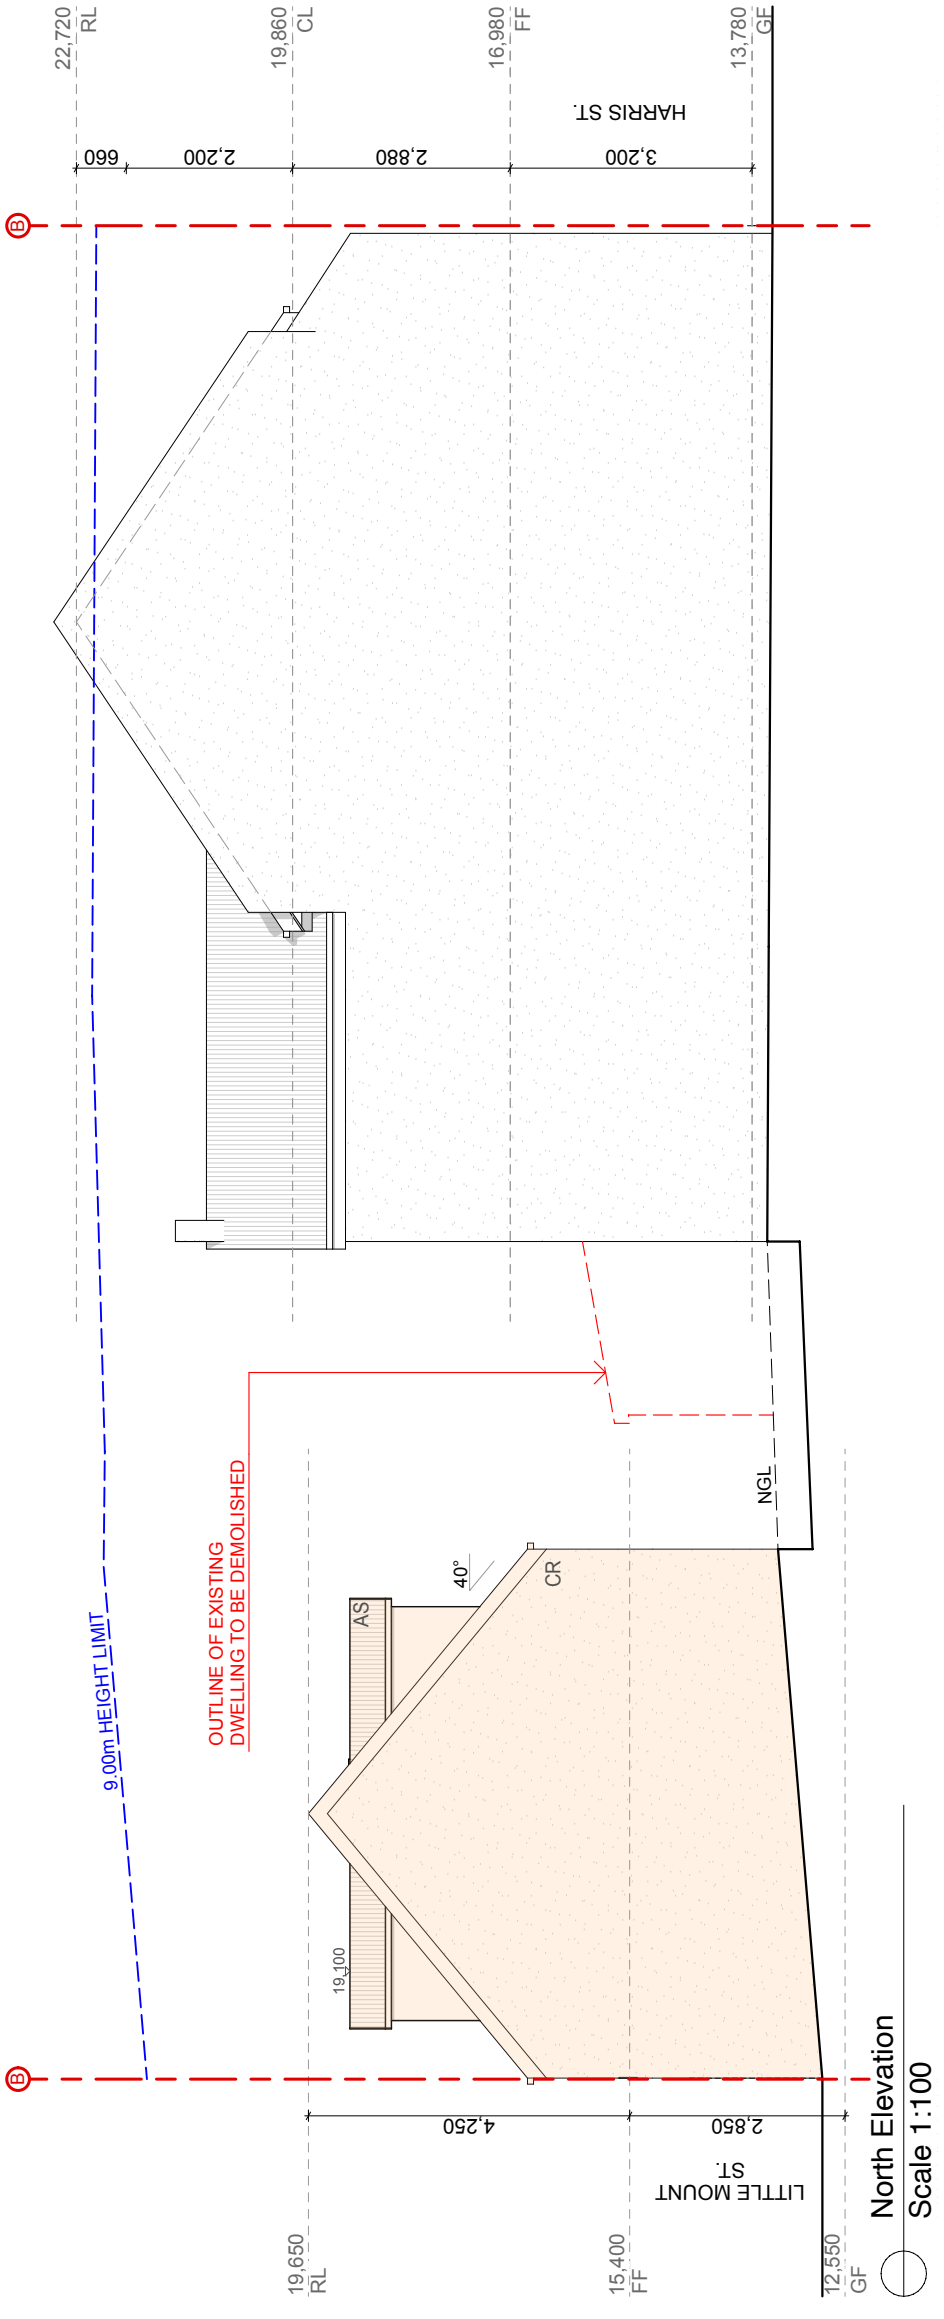 B
B
9.00m HEIGHT LIMIT
22,720
RL
19,860
CL
16,980
FF
13,780
GF
660
2,200
2,880
3,200
HARRIS ST.
OUTLINE OF EXISTING
DWELLING TO BE DEMOLISHED
40°
AS
CR
NGL
19,100
4,250
2,850
LITTLE MOUNT
ST.
19,650
RL
15,400
FF
12,550
GF
North Elevation
Scale 1:100